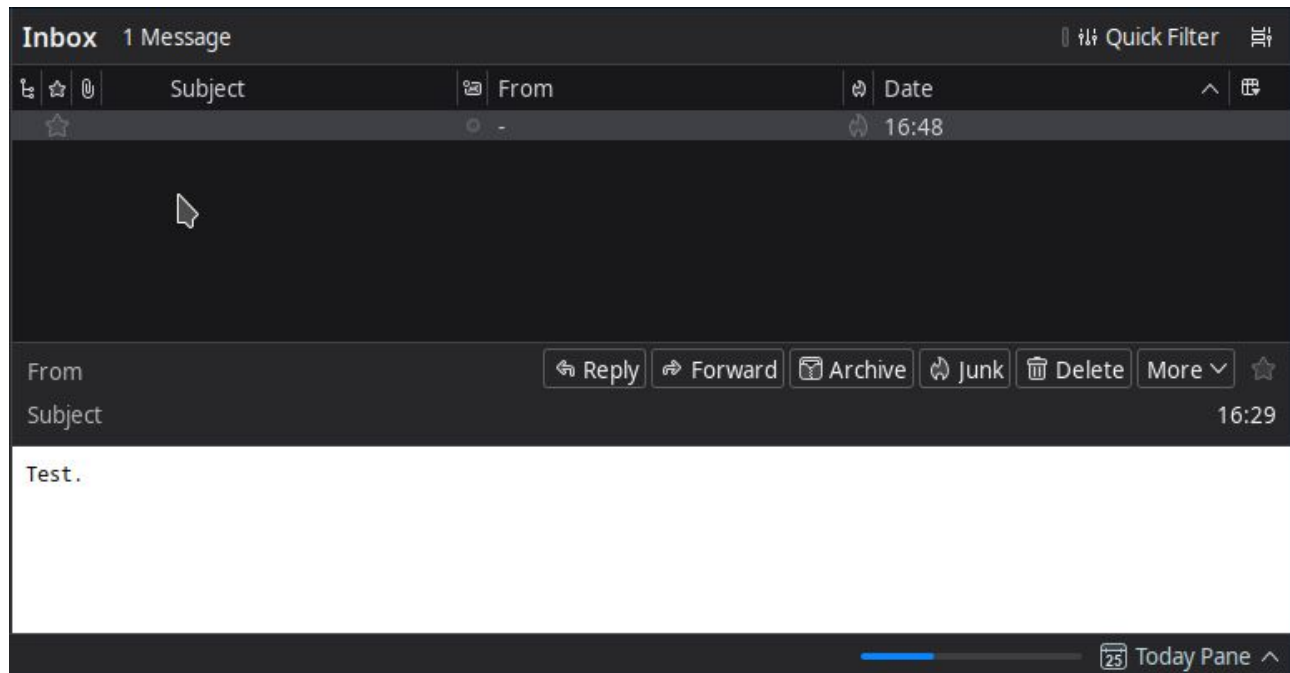 Inbox 1 Message Quick Filter
Subject From Date
- 16:48
From Reply Forward Archive Junk Delete More
Subject 16:29
Test.
25 Today Pane